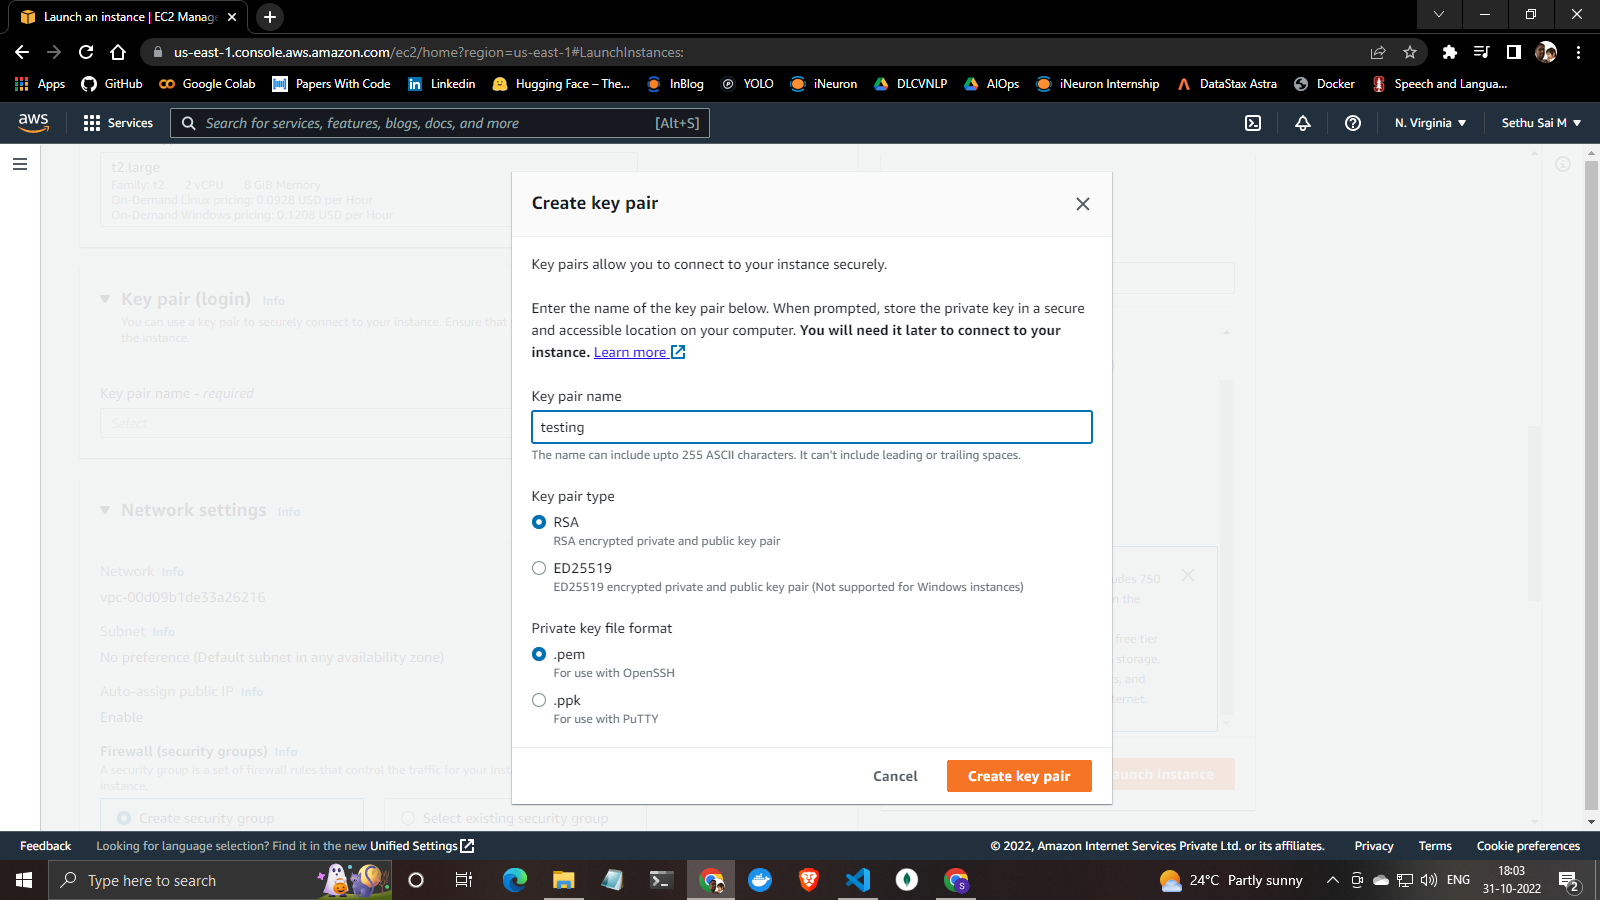 Launch an instance | EC2 Manage
us-east-1.console.aws.amazon.com/ec2/home?region=us-east-1#LaunchInstances:
Apps GitHub Google Colab Papers With Code Linkedin Hugging Face – The... InBlog YOLO iNeuron DLCVNLP AIOps iNeuron Internship DataStax Astra Docker Speech and Langua...
aws Services Search for services, features, blogs, docs, and more [Alt+S] N. Virginia Sethu Sai M
t2.large
Family: t2 2 vCPU 8 GiB Memory
On-Demand Linux pricing: 0.0928 USD per Hour
On-Demand Windows pricing: 0.1208 USD per Hour
Key pair (login) Info
You can use a key pair to securely connect to your instance. Ensure that
the instance.
Key pair name - required
Select
Network settings Info
Network Info
vpc-00d09b1de33a26216
Subnet Info
No preference (Default subnet in any availability zone)
Auto-assign public IP Info
Enable
Firewall (security groups) Info
A security group is a set of firewall rules that control the traffic for your
instance.
Create security group Select existing security group
Create key pair
Key pairs allow you to connect to your instance securely.
Enter the name of the key pair below. When prompted, store the private key in a secure
and accessible location on your computer. You will need it later to connect to your
instance. Learn more
Key pair name
testing
The name can include upto 255 ASCII characters. It can't include leading or trailing spaces.
Key pair type
RSA
RSA encrypted private and public key pair
ED25519
ED25519 encrypted private and public key pair (Not supported for Windows instances)
Private key file format
.pem
For use with OpenSSH
.ppk
For use with PuTTY
Cancel Create key pair
750
the
free tier
storage,
and
instance
Feedback Looking for language selection? Find it in the new Unified Settings © 2022, Amazon Internet Services Private Ltd. or its affiliates. Privacy Terms Cookie preferences
Type here to search 24°C Partly sunny ENG 18:03
31-10-2022 2